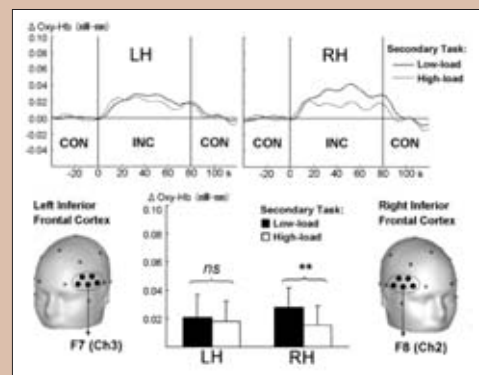 Δ Oxy-Hb
0.10
0.08
0.06
0.04
0.02
0.00
-0.02
-0.04
LH
CON
INC
CON
-20 0 20 40 60 80 100 s
RH
CON
INC
CON
-20 0 20 40 60 80 100 s
Secondary Task:
Low-load
High-load
Left Inferior
Frontal Cortex
F7 (Ch3)
Δ Oxy-Hb
0.10
0.08
0.06
0.04
0.02
Secondary Task:
Low-load
High-load
ns
**
LH
RH
Right Inferior
Frontal Cortex
F8 (Ch2)